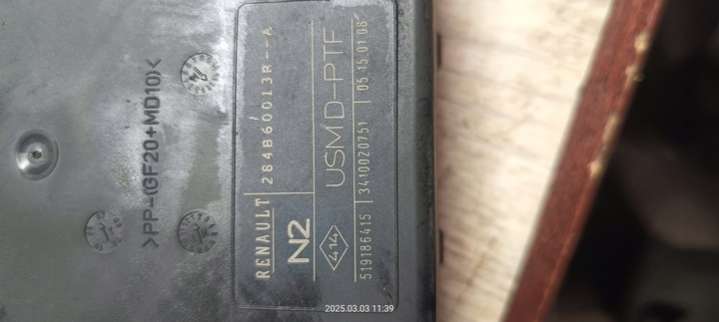 RENAULT 284B60013R--A
N2 USM D-PTF
414
519186415 3410020751 05.15.01.08
>PP-(GF20+MD10)<
2025.03.03 11:39